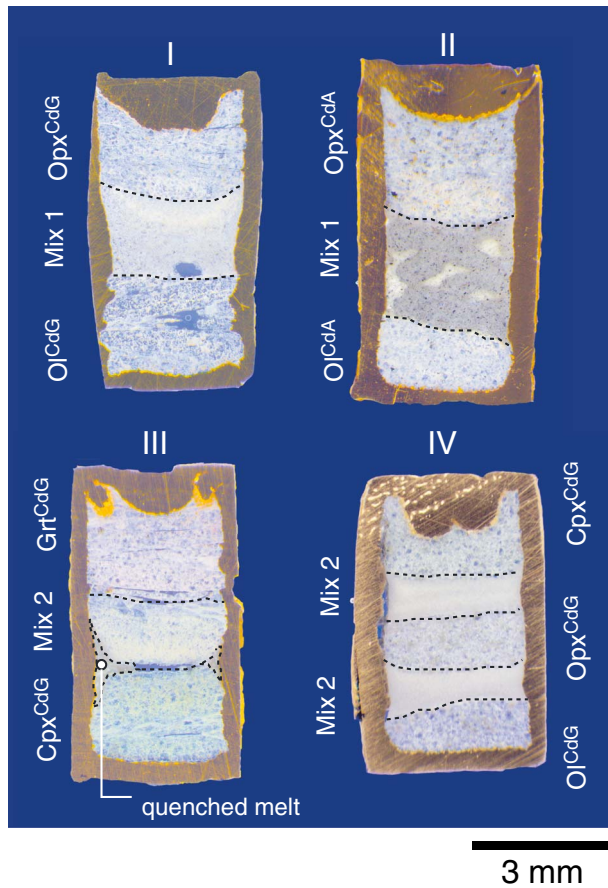 I
Opx^CdG
Mix 1
Ol^CdG
II
Opx^CdA
Mix 1
Ol^CdA
III
Grt^CdG
Mix 2
Cpx^CdG
quenched melt
IV
Mix 2
Mix 2
Cpx^CdG
Opx^CdG
Ol^CdG
3 mm